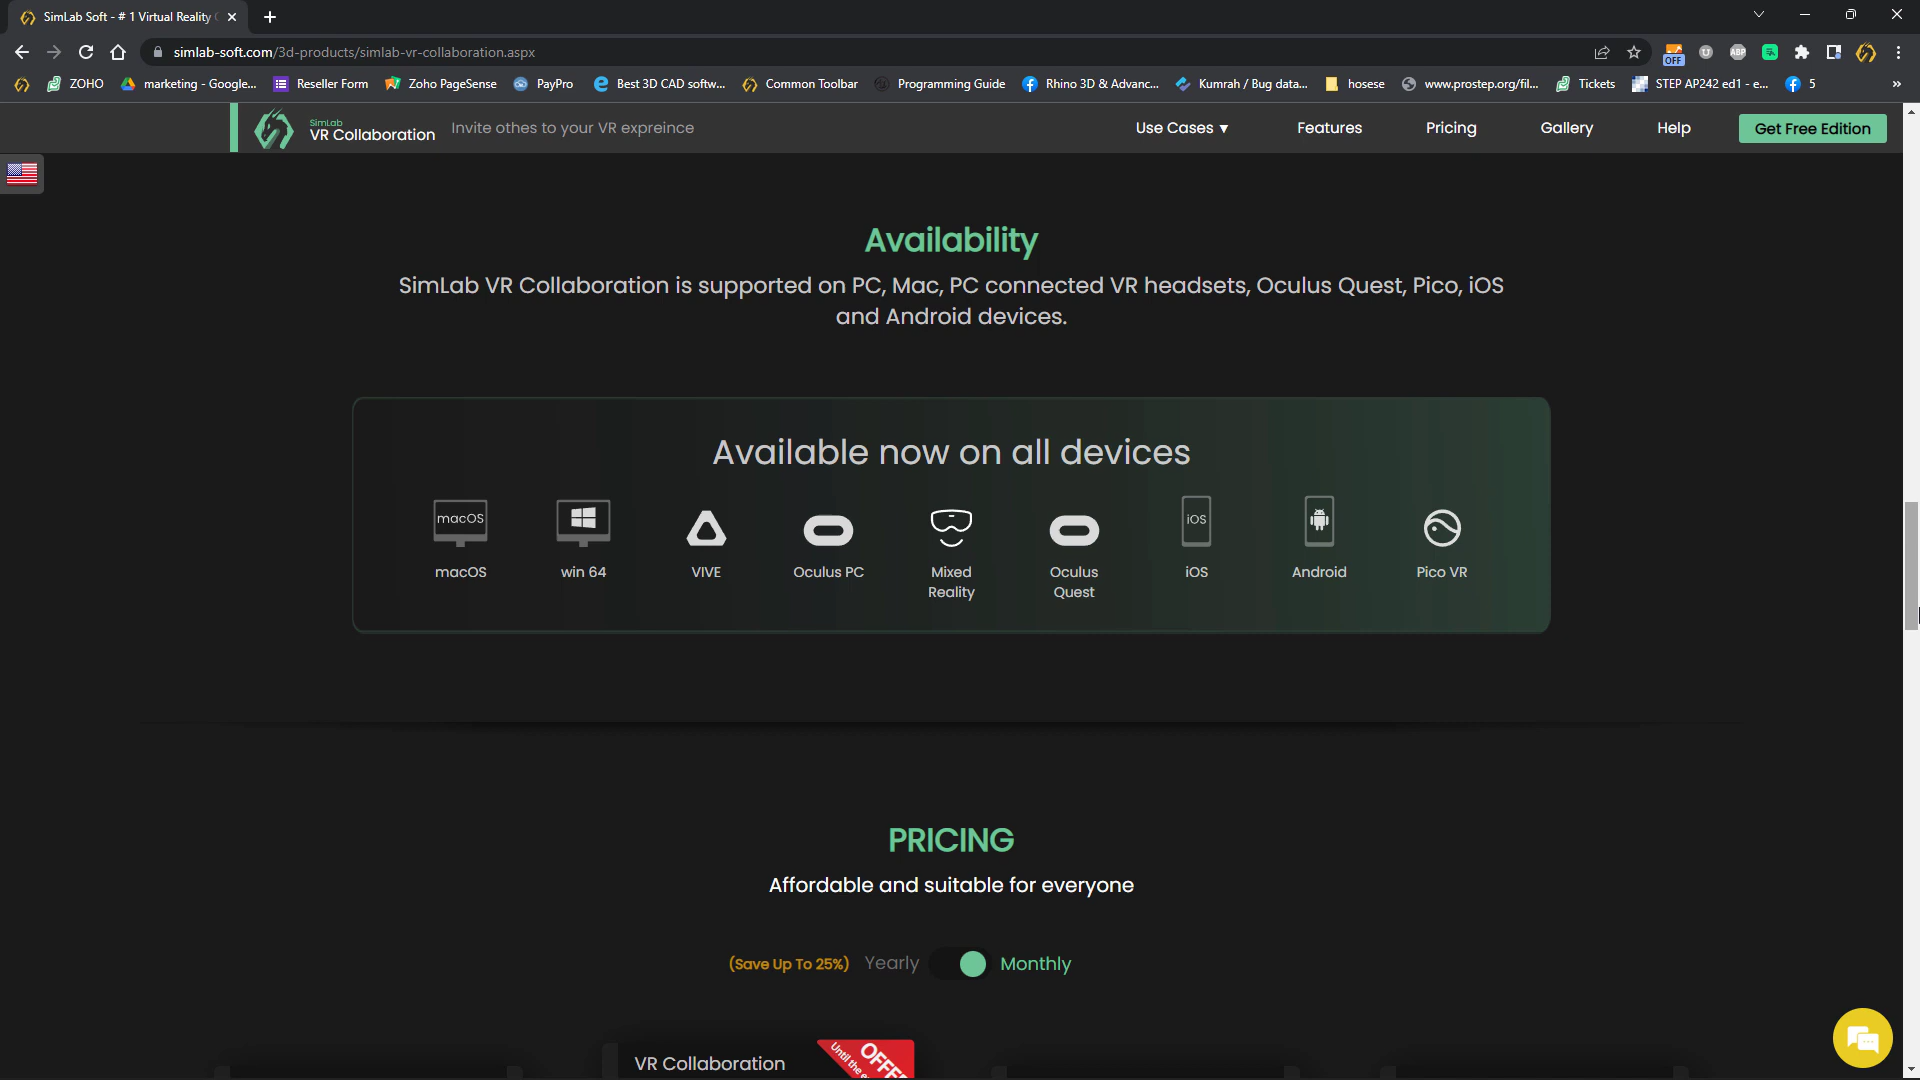 SimLab Soft - # 1 Virtual Reality
simlab-soft.com/3d-products/simlab-vr-collaboration.aspx
OFF
ABP
ZOHO
marketing - Google...
Reseller Form
Zoho PageSense
PayPro
Best 3D CAD softw...
Common Toolbar
Programming Guide
Rhino 3D & Advanc...
Kumrah / Bug data...
hosese
www.prostep.org/fil...
Tickets
STEP AP242 ed1 - e...
5
»
SimLab
VR Collaboration
Invite othes to your VR expreince
Use Cases ▼
Features
Pricing
Gallery
Help
Get Free Edition
Availability
SimLab VR Collaboration is supported on PC, Mac, PC connected VR headsets, Oculus Quest, Pico, iOS
and Android devices.
Available now on all devices
macOS
iOS
macOS
win 64
VIVE
Oculus PC
Mixed
Reality
Oculus
Quest
iOS
Android
Pico VR
PRICING
Affordable and suitable for everyone
(Save Up To 25%) Yearly Monthly
VR Collaboration
OFFE
Until the